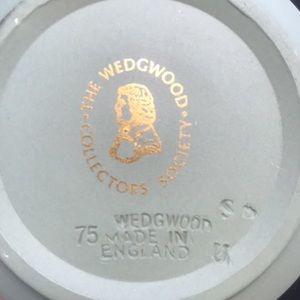 • THE WEDGWOOD •
COLLECTORS SOCIETY
WEDGWOOD
75 MADE IN
ENGLAND